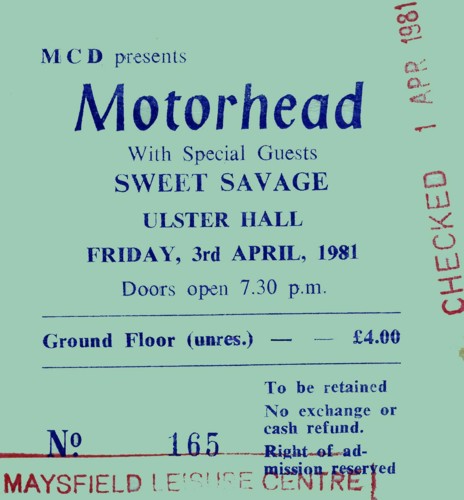 MCD presents
Motorhead
With Special Guests
SWEET SAVAGE
ULSTER HALL
FRIDAY, 3rd APRIL, 1981
Doors open 7.30 p.m.
Ground Floor (unres.) — — £4.00
To be retained
No exchange or
cash refund.
Right of ad-
mission reserved
No 165
MAYSFIELD LEISURE CENTRE
CHECKED 1 APR 1981